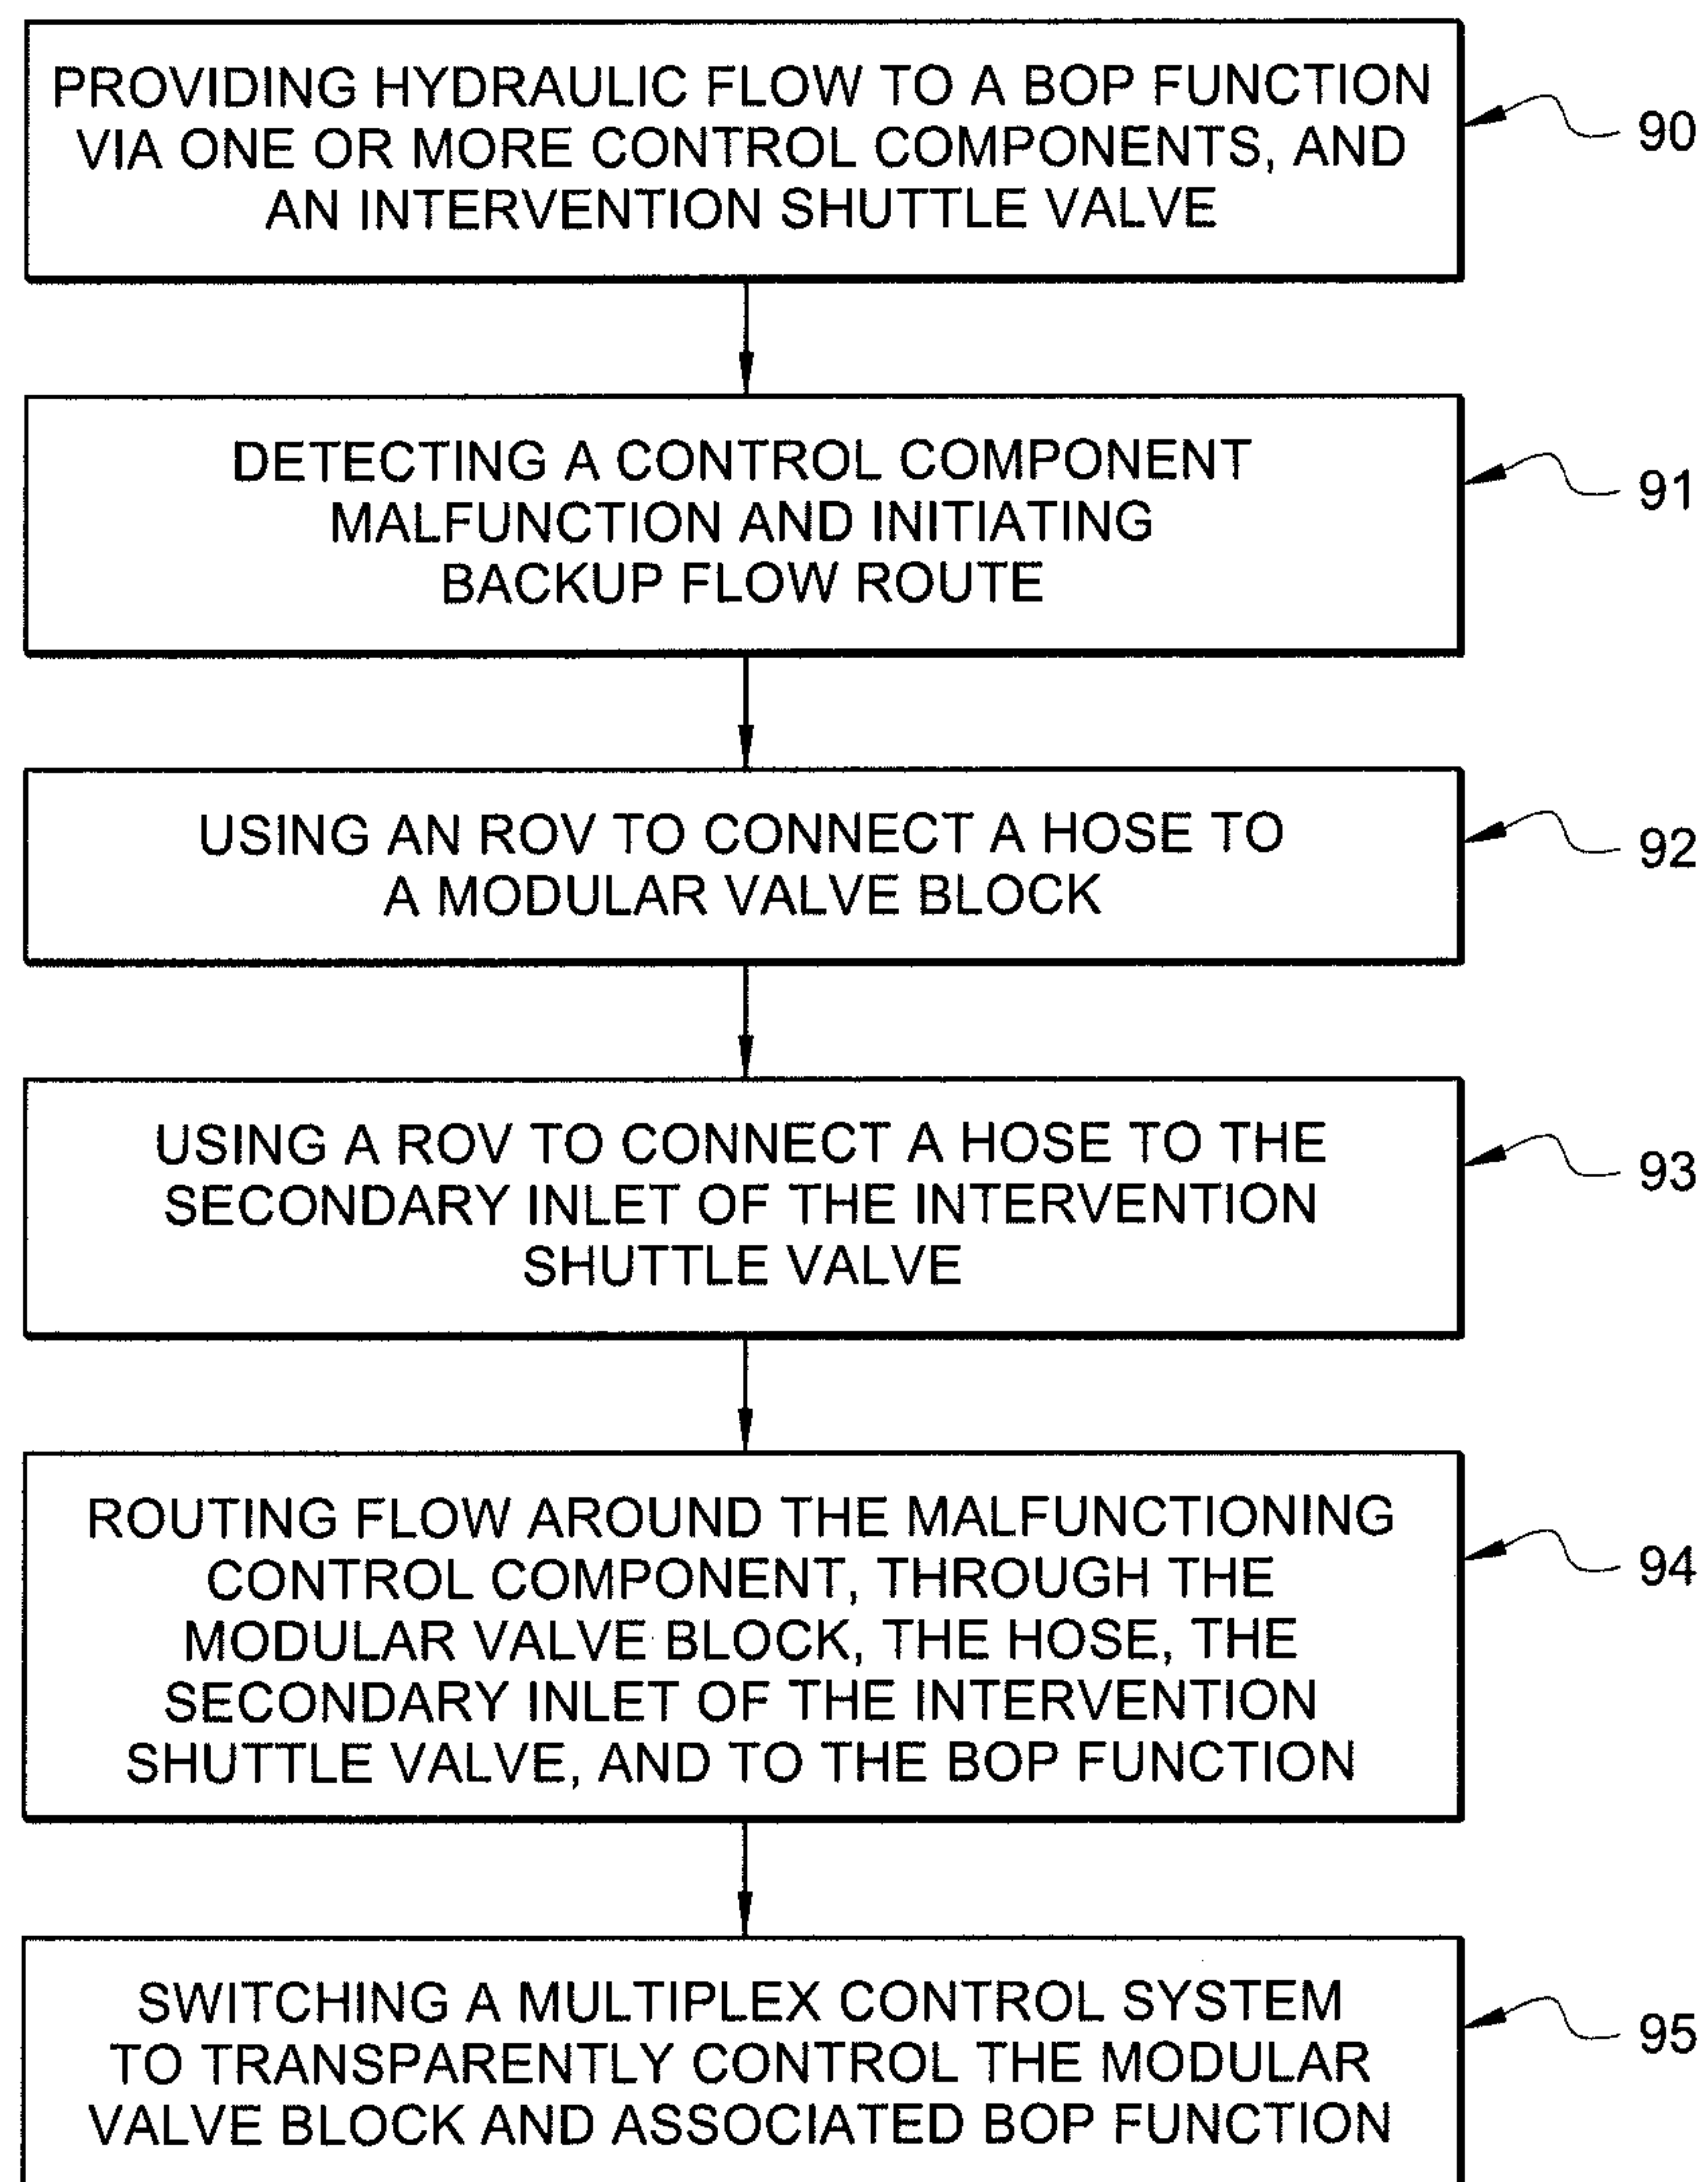 PROVIDING HYDRAULIC FLOW TO A BOP FUNCTION
VIA ONE OR MORE CONTROL COMPONENTS, AND
AN INTERVENTION SHUTTLE VALVE
90
DETECTING A CONTROL COMPONENT
MALFUNCTION AND INITIATING
BACKUP FLOW ROUTE
91
USING AN ROV TO CONNECT A HOSE TO
A MODULAR VALVE BLOCK
92
USING A ROV TO CONNECT A HOSE TO THE
SECONDARY INLET OF THE INTERVENTION
SHUTTLE VALVE
93
ROUTING FLOW AROUND THE MALFUNCTIONING
CONTROL COMPONENT, THROUGH THE
MODULAR VALVE BLOCK, THE HOSE, THE
SECONDARY INLET OF THE INTERVENTION
SHUTTLE VALVE, AND TO THE BOP FUNCTION
94
SWITCHING A MULTIPLEX CONTROL SYSTEM
TO TRANSPARENTLY CONTROL THE MODULAR
VALVE BLOCK AND ASSOCIATED BOP FUNCTION
95